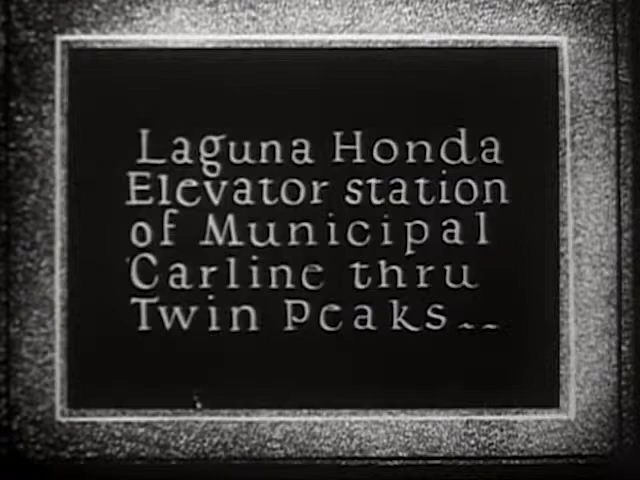 Laguna Honda
Elevator station
of Municipal
Carline thru
Twin Peaks--